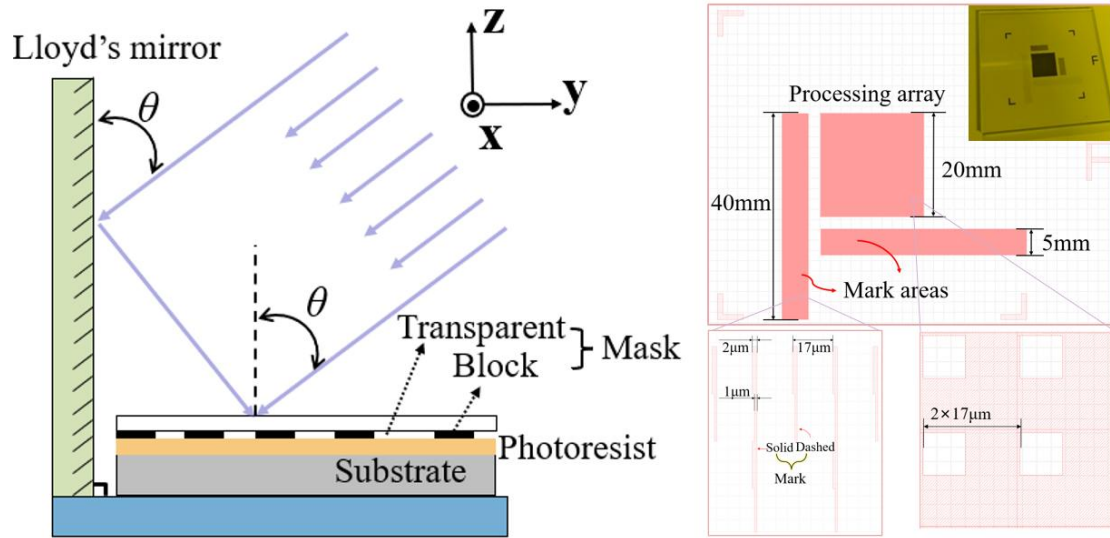 Lloyd's mirror
θ
z
y
x
θ
Transparent
Block
Mask
Photoresist
Substrate
Processing array
F
40mm
20mm
5mm
Mark areas
2μm
17μm
1μm
Solid Dashed
Mark
2×17μm